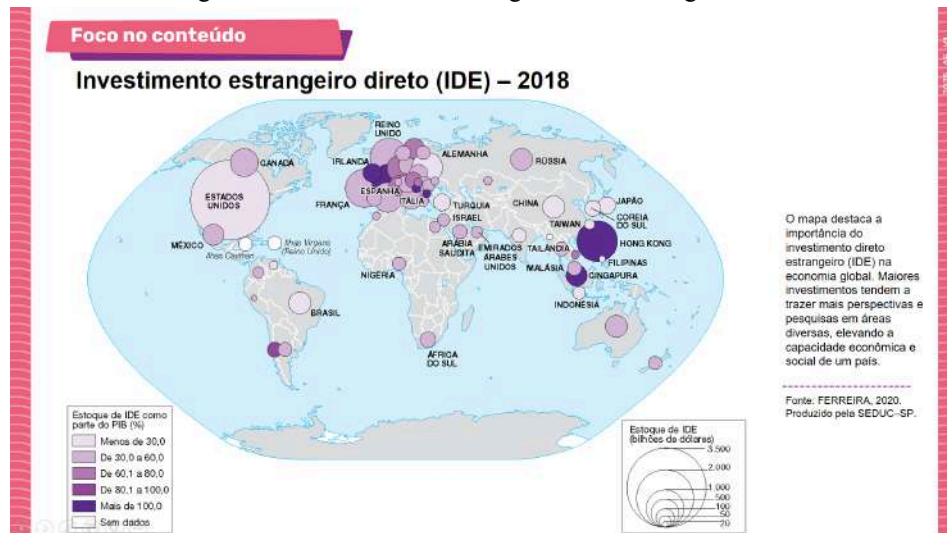 Foco no conteúdo
Investimento estrangeiro direto (IDE) – 2018
REINO
UNIDO
CANADÁ
IRLANDA
ALEMANHA
RÚSSIA
ESTADOS
UNIDOS
ESPANHA
FRANÇA
ITÁLIA
TURQUIA
CHINA
JAPÃO
ISRAEL
TAIWAN
COREIA
DO SUL
MÉXICO
Ilhas Cayman
Ilhas Virgens
(Reino Unido)
ARÁBIA
SAUDITA
EMIRADOS
ÁRABES
UNIDOS
TAILÂNDIA
HONG KONG
FILIPINAS
NIGÉRIA
MALÁSIA
CINGAPURA
INDONÉSIA
BRASIL
ÁFRICA
DO SUL
O mapa destaca a
importância do
investimento direto
estrangeiro (IDE) na
economia global. Maiores
investimentos tendem a
trazer mais perspectivas e
pesquisas em áreas
diversas, elevando a
capacidade econômica e
social de um país.
Fonte: FERREIRA, 2020.
Produzido pela SEDUC–SP.
Estoque de IDE como
parte do PIB (%)
Menos de 30,0
De 30,0 a 60,0
De 60,1 a 80,0
De 80,1 a 100,0
Mais de 100,0
Sem dados
Estoque de IDE
(bilhões de dólares)
3.500
2.000
1.000
500
100
50
20